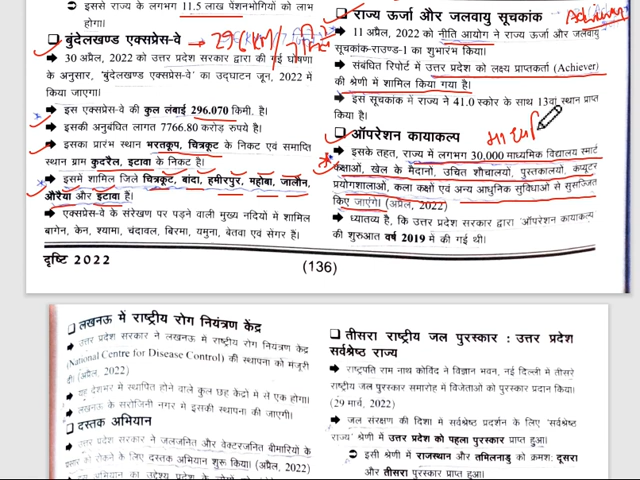 इससे राज्य के लगभग 11.5 लाख पेंशनभोगियों को लाभ
होगा।
बुंदेलखण्ड एक्सप्रेस-वे → 296 KM/
30 अप्रैल, 2022 को उत्तर प्रदेश सरकार द्वारा की गई घोषणा
के अनुसार, 'बुंदेलखण्ड एक्सप्रेस-वे' का उद्घाटन जून, 2022 में
किया जाएगा।
इस एक्सप्रेस-वे की कुल लंबाई 296.070 किमी. है।
इसकी अनुबंधित लागत 7766.80 करोड़ रुपये है।
इसका प्रारंभ स्थान भरतकूप, चित्रकूट के निकट एवं समाप्ति
स्थान ग्राम कुदरैल, इटावा के निकट है।
इसमें शामिल जिले चित्रकूट, बांदा, हमीरपुर, महोबा, जालौन,
औरैया और इटावा हैं।
एक्सप्रेस-वे के संरेखण पर पड़ने वाली मुख्य नदियों में शामिल
बागेन, केन, श्यामा, चंदावल, बिरमा, यमुना, बेतवा एवं सेंगर हैं।
राज्य ऊर्जा और जलवायु सूचकांक
11 अप्रैल, 2022 को नीति आयोग ने राज्य ऊर्जा और जलवायु
सूचकांक-राउण्ड-1 का शुभारंभ किया।
संबंधित रिपोर्ट में उत्तर प्रदेश को लक्ष्य प्राप्तकर्ता (Achiever)
की श्रेणी में शामिल किया गया है।
इस सूचकांक में राज्य ने 41.0 स्कोर के साथ 13वां स्थान प्राप्त
किया है।
ऑपरेशन कायाकल्प
इसके तहत, राज्य में लगभग 30,000 माध्यमिक विद्यालय स्मार्ट
कक्षाओं, खेल के मैदानों, उचित शौचालयों, पुस्तकालयों, कंप्यूटर
प्रयोगशालाओं, कला कक्षों एवं अन्य आधुनिक सुविधाओं से सुसज्जित
किए जाएंगे। (अप्रैल, 2022)
ध्यातव्य है, कि उत्तर प्रदेश सरकार द्वारा 'ऑपरेशन कायाकल्प
की शुरुआत वर्ष 2019 में की गई थी।
दृष्टि 2022
(136)
लखनऊ में राष्ट्रीय रोग नियंत्रण केंद्र
उत्तर प्रदेश सरकार ने लखनऊ में राष्ट्रीय रोग नियंत्रण केंद्र
(National Centre for Disease Control) की स्थापना को मंजूरी
दी। (अप्रैल, 2022)
यह देशभर में स्थापित होने वाले कुल छह केंद्रों में से एक होगा।
लखनऊ के सरोजिनी नगर में इसकी स्थापना की जाएगी।
दस्तक अभियान
उत्तर प्रदेश सरकार ने जलजनित और वेक्टरजनित बीमारियों के
प्रसार को रोकने के लिए दस्तक अभियान शुरू किया। (अप्रैल, 2022)
तीसरा राष्ट्रीय जल पुरस्कार : उत्तर प्रदेश
सर्वश्रेष्ठ राज्य
राष्ट्रपति राम नाथ कोविंद ने विज्ञान भवन, नई दिल्ली में तीसरे
राष्ट्रीय जल पुरस्कार समारोह में विजेताओं को पुरस्कार प्रदान किया।
(29 मार्च, 2022)
जल संरक्षण की दिशा में सर्वश्रेष्ठ प्रदर्शन के लिए 'सर्वश्रेष्ठ
राज्य' श्रेणी में उत्तर प्रदेश को पहला पुरस्कार प्राप्त हुआ।
इसी श्रेणी में राजस्थान और तमिलनाडु को क्रमश: दूसरा
और तीसरा पुरस्कार प्राप्त हुआ।